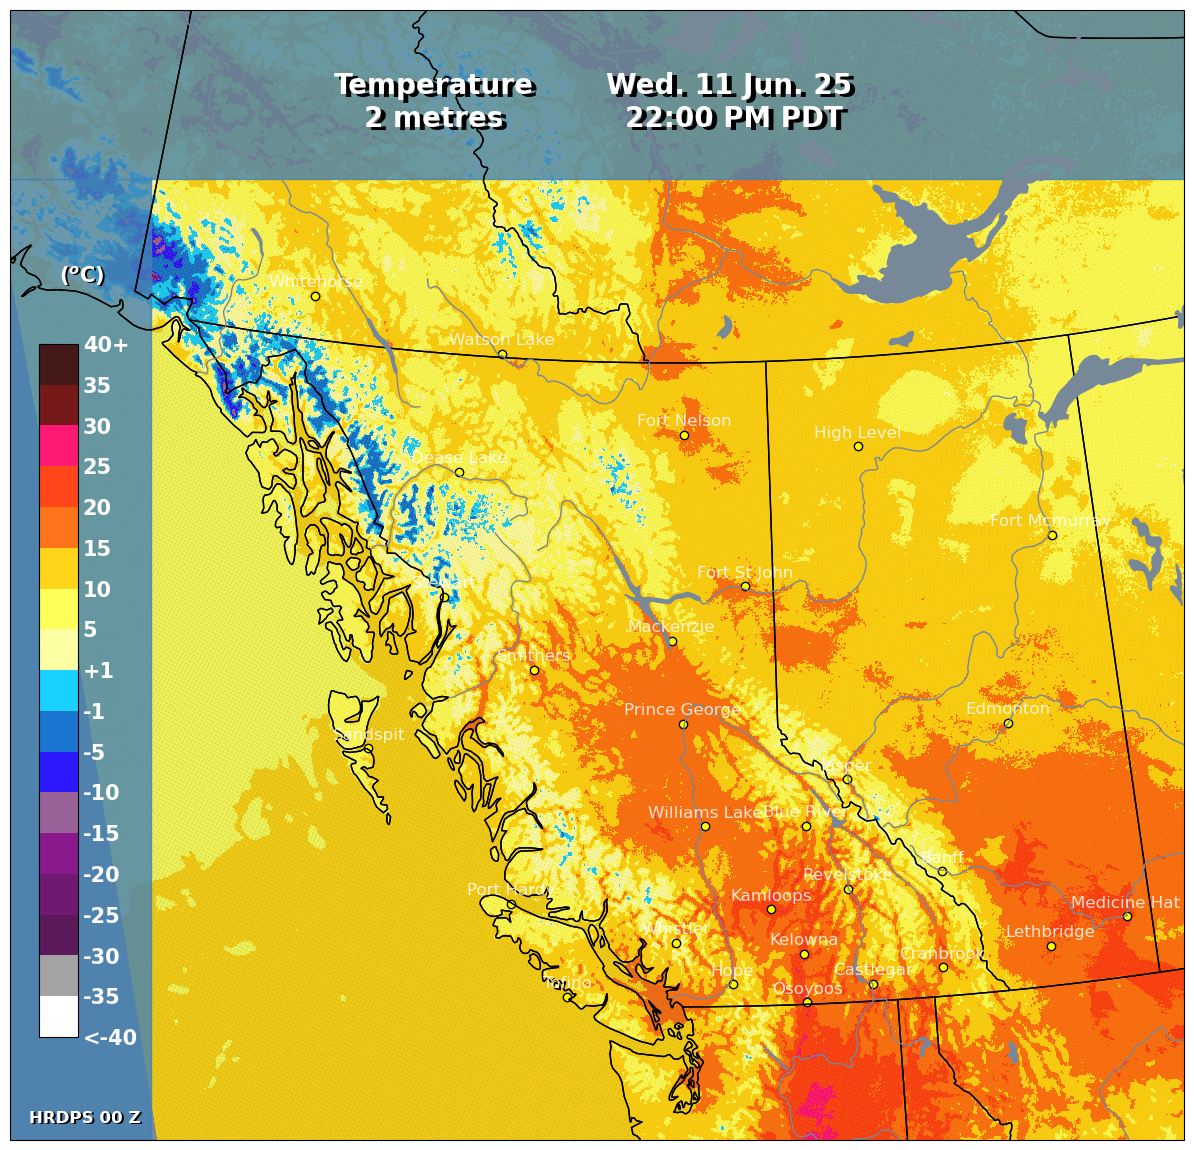 Temperature
2 metres
Wed. 11 Jun. 25
22:00 PM PDT
(°C)
40+
35
30
25
20
15
10
5
+1
-1
-5
-10
-15
-20
-25
-30
-35
<-40
Whitehorse
Watson Lake
Fort Nelson
High Level
Dease Lake
Fort Mcmurray
Fort St John
Stewart
Mackenzie
Smithers
Prince George
Edmonton
Sandspit
Jasper
Williams Lake
Blue River
Banff
Revelstoke
Port Hardy
Kamloops
Medicine Hat
Whistler
Lethbridge
Kelowna
Cranbrook
Hope
Castlegar
Tofino
Osoyoos
HRDPS 00 Z